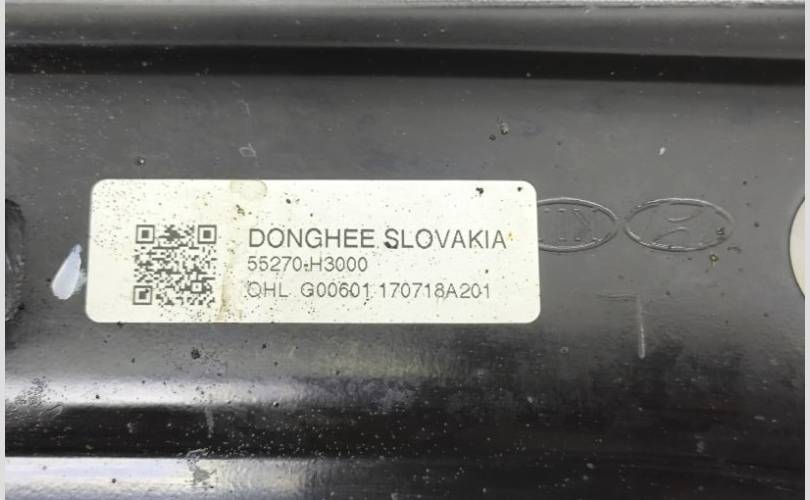 DONGHEE SLOVAKIA
55270-H3000
QHL G00601 170718A201